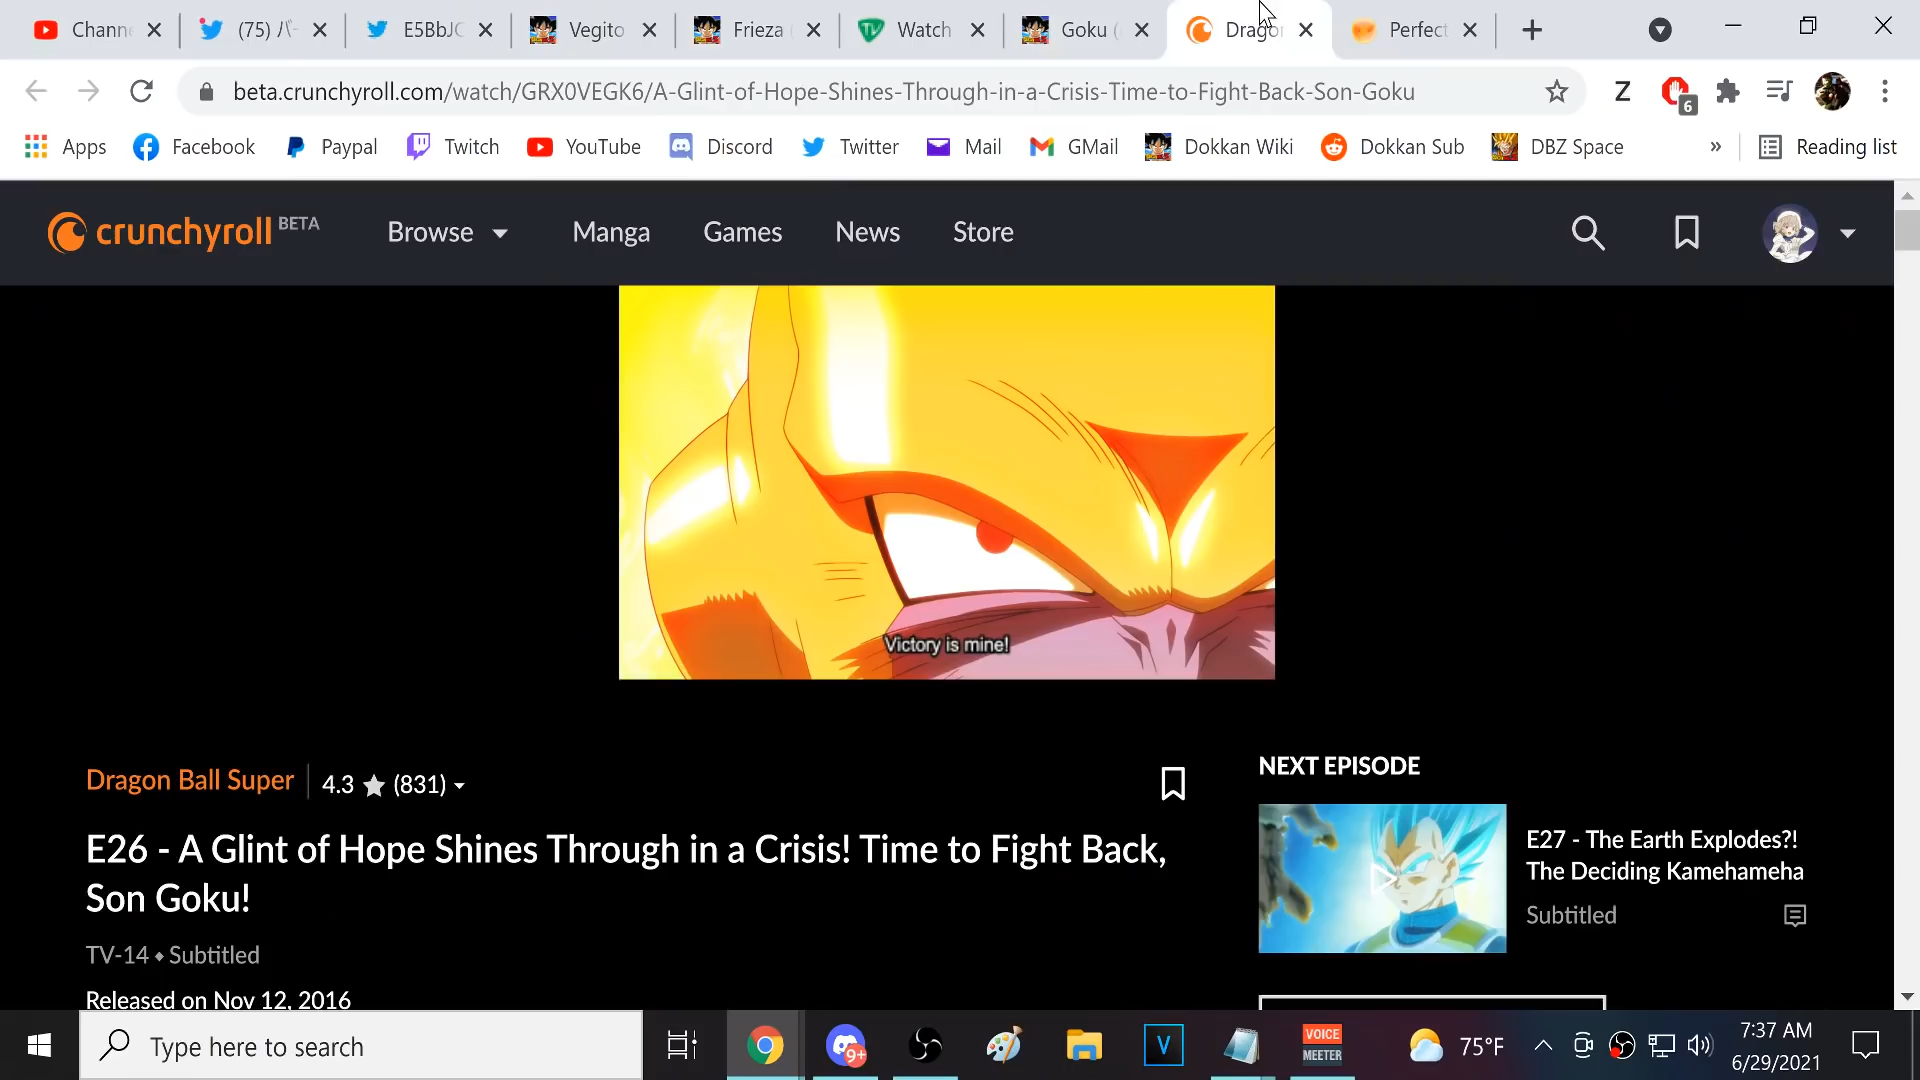 Chann
(75) バー
E5BbJC
Vegito
Frieza
Watch
Goku (
Drago
Perfect
beta.crunchyroll.com/watch/GRX0VEGK6/A-Glint-of-Hope-Shines-Through-in-a-Crisis-Time-to-Fight-Back-Son-Goku
Z
6
Apps
Facebook
Paypal
Twitch
YouTube
Discord
Twitter
Mail
GMail
Dokkan Wiki
Dokkan Sub
DBZ Space
»
Reading list
crunchyroll BETA
Browse
Manga
Games
News
Store
Victory is mine!
Dragon Ball Super
4.3 ★ (831)
E26 - A Glint of Hope Shines Through in a Crisis! Time to Fight Back,
Son Goku!
TV-14 ♦ Subtitled
Released on Nov 12, 2016
NEXT EPISODE
E27 - The Earth Explodes?!
The Deciding Kamehameha
Subtitled
Type here to search
9+
V
VOICE
MEETER
75°F
7:37 AM
6/29/2021